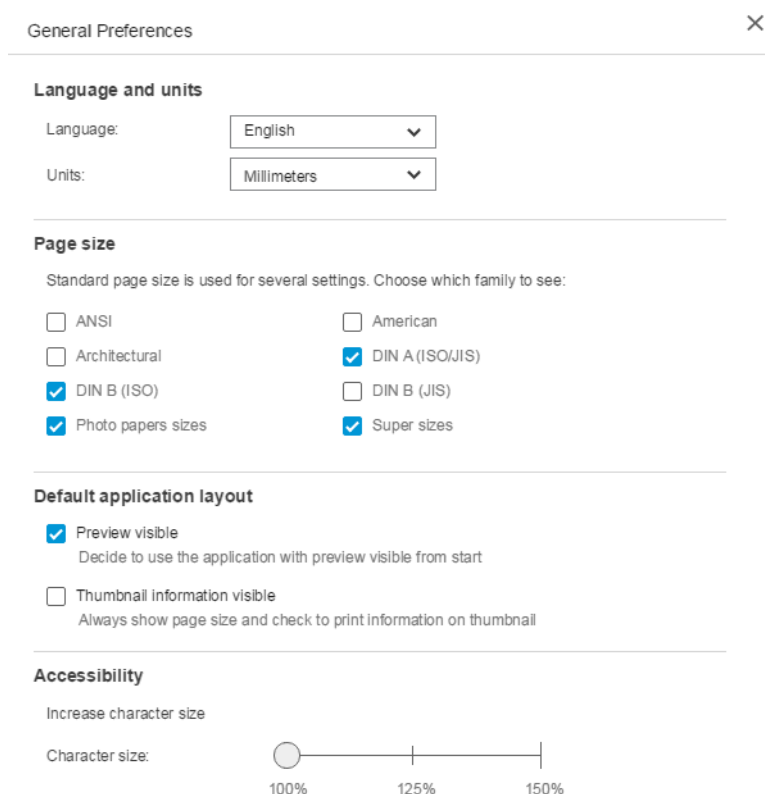 General Preferences
Language and units
Language: English
Units: Millimeters
Page size
Standard page size is used for several settings. Choose which family to see:
ANSI American
Architectural DIN A (ISO/JIS)
DIN B (ISO) DIN B (JIS)
Photo papers sizes Super sizes
Default application layout
Preview visible
Decide to use the application with preview visible from start
Thumbnail information visible
Always show page size and check to print information on thumbnail
Accessibility
Increase character size
Character size:
100% 125% 150%